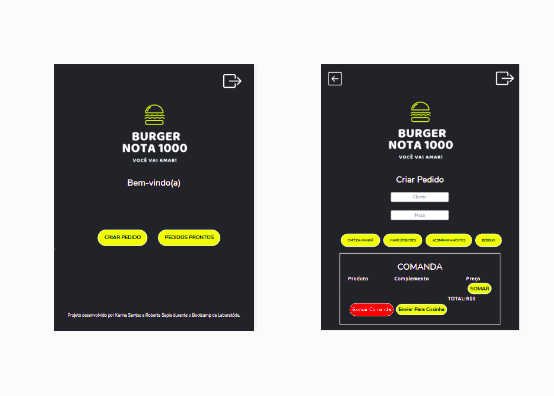 BURGER
NOTA 1000
VOCÊ VAI AMAR!
Bem-vindo(a)
CRIAR PEDIDO
PEDIDOS PRONTOS
Projeto desenvolvido por Karina Santos e Roberta Sapia durante o Bootcamp da Laboratória.
BURGER
NOTA 1000
VOCÊ VAI AMAR!
Criar Pedido
Cliente
Mesa
CAFÉ DA MANHÃ
HAMBÚRGUERES
ACOMPANHAMENTOS
BEBIDAS
COMANDA
Produto
Complemento
Preço
SOMAR
TOTAL:R$0
Excluir Comanda
Enviar Para Cozinha